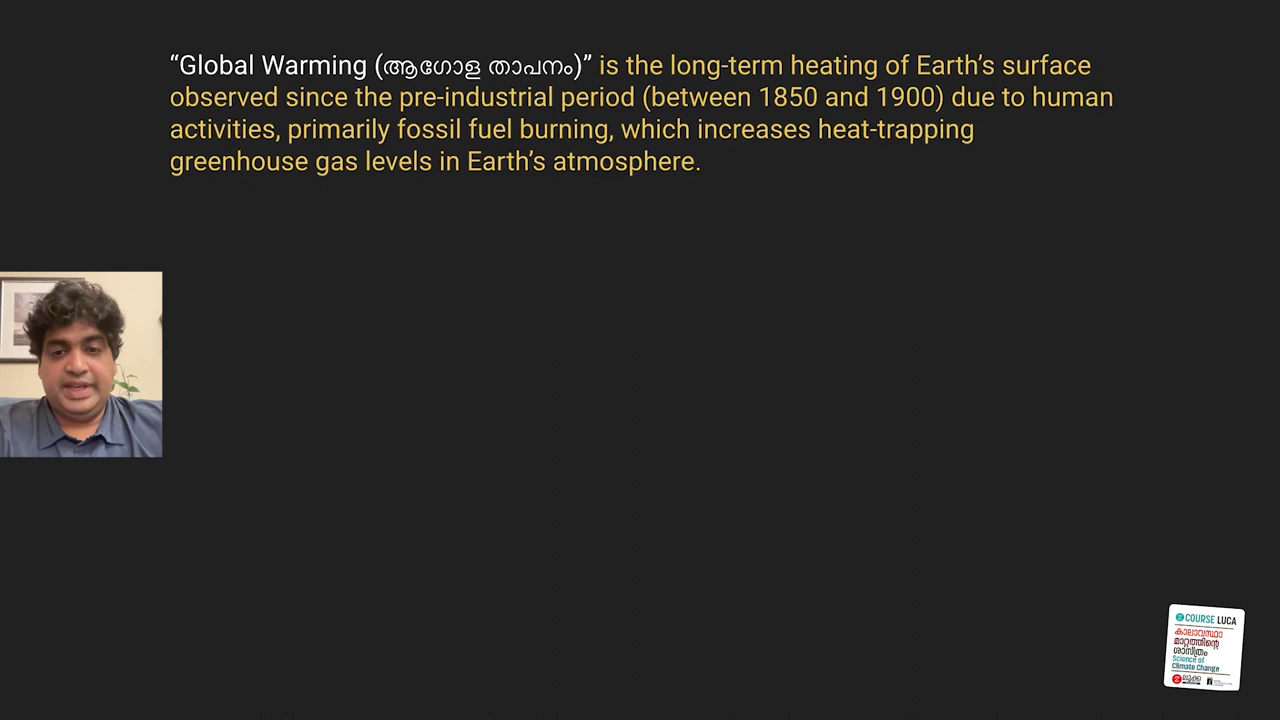 “Global Warming (ആഗോള താപനം)” is the long-term heating of Earth’s surface
observed since the pre-industrial period (between 1850 and 1900) due to human
activities, primarily fossil fuel burning, which increases heat-trapping
greenhouse gas levels in Earth’s atmosphere.
COURSE LUCA
കാലാവസ്ഥാ
മാറ്റത്തിന്റെ
ശാസ്ത്രം
Science of
Climate Change
ലൂക്ക